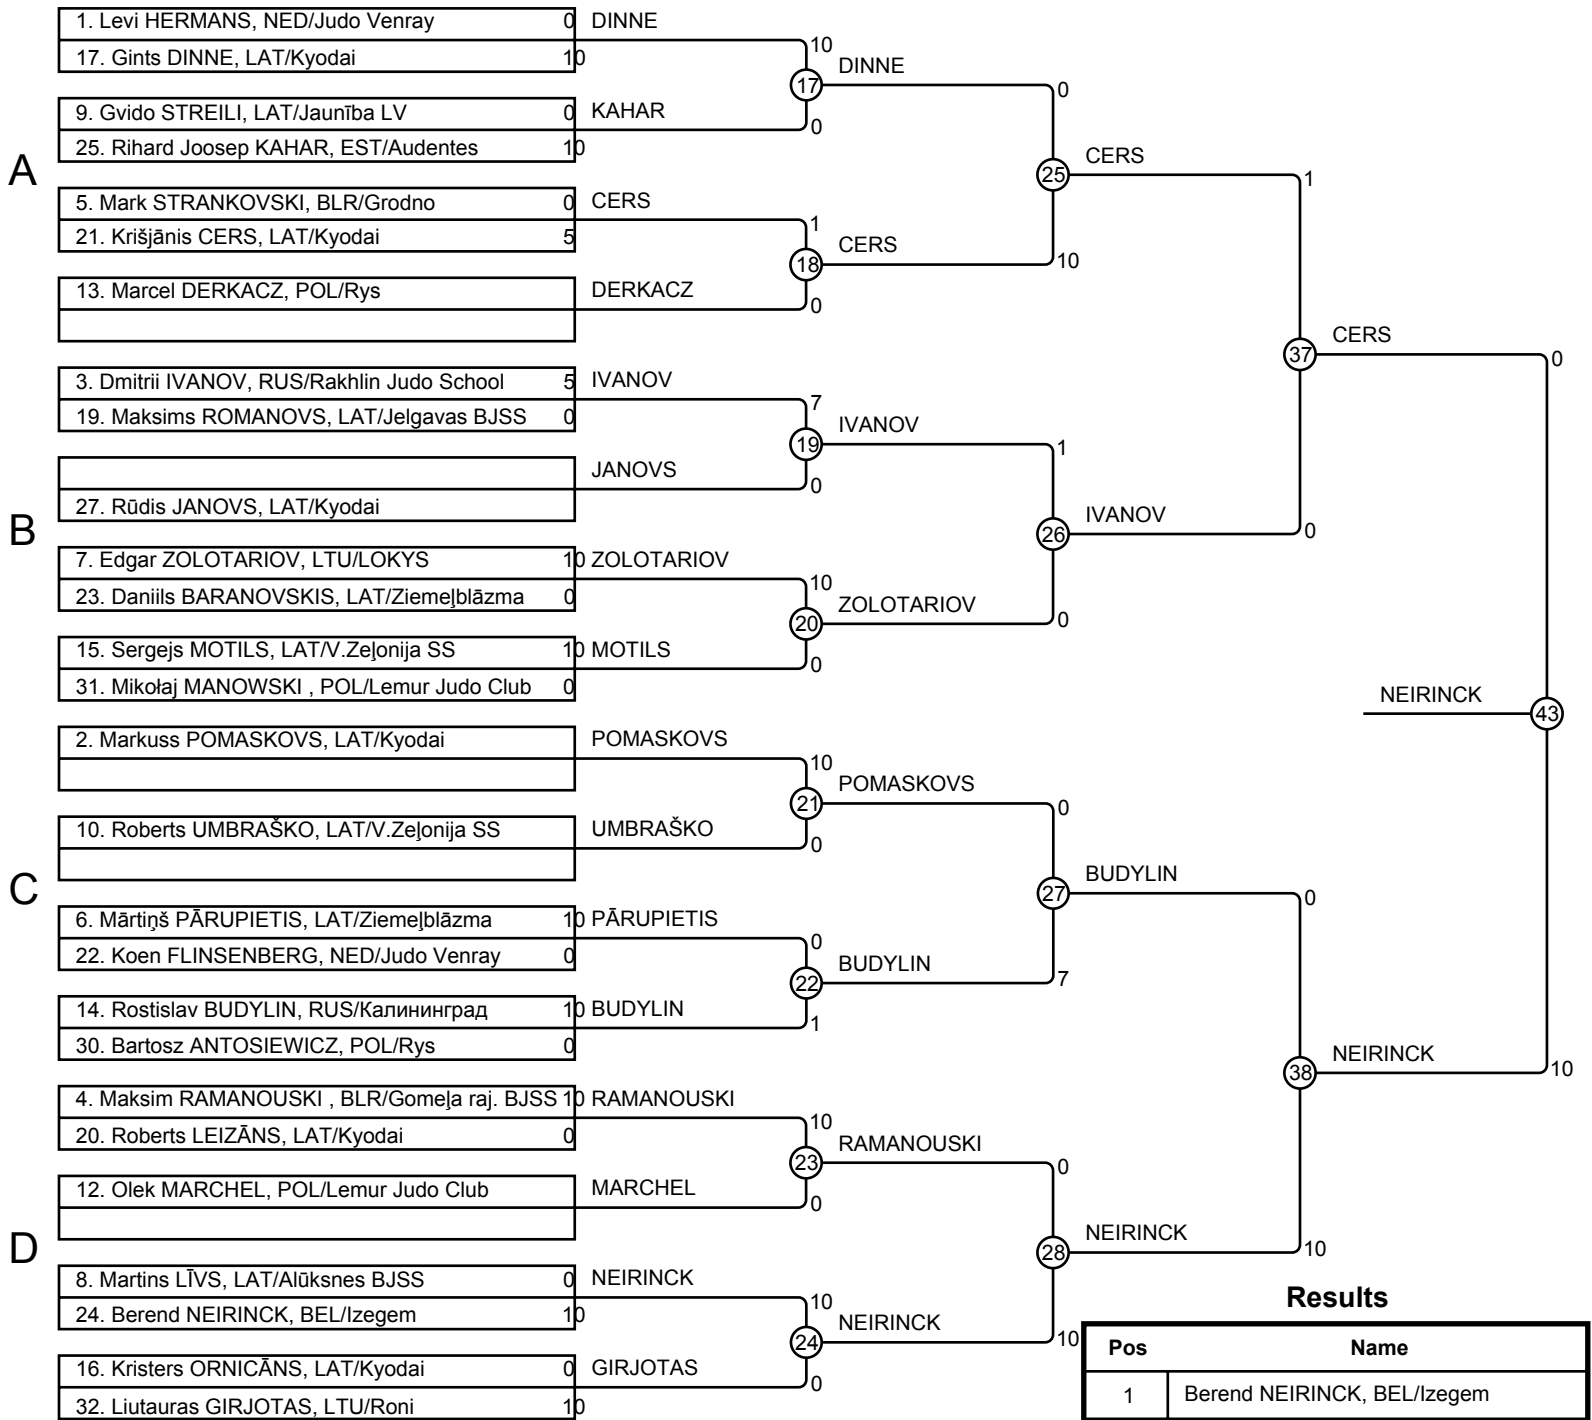 1. Levi HERMANS, NED/Judo Venray 0 DINNE
17. Gints DINNE, LAT/Kyodai 10
10
17 DINNE
0
9. Gvido STREILI, LAT/Jaunība LV 0 KAHAR
25. Rihard Joosep KAHAR, EST/Audentes 10
0
25 CERS
10
A
5. Mark STRANKOVSKI, BLR/Grodno 0 CERS
21. Krišjānis CERS, LAT/Kyodai 5
1
18 CERS
0
13. Marcel DERKACZ, POL/Rys DERKACZ
1
37 CERS
0
3. Dmitrii IVANOV, RUS/Rakhlin Judo School 5 IVANOV
19. Maksims ROMANOVS, LAT/Jelgavas BJSS 0
7
19 IVANOV
0
JANOVS
27. Rūdis JANOVS, LAT/Kyodai
1
26 IVANOV
0
B
7. Edgar ZOLOTARIOV, LTU/LOKYS 10 ZOLOTARIOV
23. Daniils BARANOVSKIS, LAT/Ziemeļblāzma 0
10
20 ZOLOTARIOV
0
15. Sergejs MOTILS, LAT/V.Zeļonija SS 10 MOTILS
31. Mikołaj MANOWSKI , POL/Lemur Judo Club 0
0
NEIRINCK 43
10
2. Markuss POMASKOVS, LAT/Kyodai POMASKOVS
10
21 POMASKOVS
0
10. Roberts UMBRAŠKO, LAT/V.Zeļonija SS UMBRAŠKO
0
27 BUDYLIN
7
C
6. Mārtiņš PĀRUPIETIS, LAT/Ziemeļblāzma 10 PĀRUPIETIS
22. Koen FLINSENBERG, NED/Judo Venray 0
0
22 BUDYLIN
1
14. Rostislav BUDYLIN, RUS/Калининград 10 BUDYLIN
30. Bartosz ANTOSIEWICZ, POL/Rys 0
0
38 NEIRINCK
10
4. Maksim RAMANOUSKI , BLR/Gomeļa raj. BJSS 10 RAMANOUSKI
20. Roberts LEIZĀNS, LAT/Kyodai 0
10
23 RAMANOUSKI
0
12. Olek MARCHEL, POL/Lemur Judo Club MARCHEL
0
28 NEIRINCK
10
D
8. Martins LĪVS, LAT/Alūksnes BJSS 0 NEIRINCK
24. Berend NEIRINCK, BEL/Izegem 10
10
24 NEIRINCK
0
16. Kristers ORNICĀNS, LAT/Kyodai 0 GIRJOTAS
32. Liutauras GIRJOTAS, LTU/Roni 10
Results
Pos Name
1 Berend NEIRINCK, BEL/Izegem